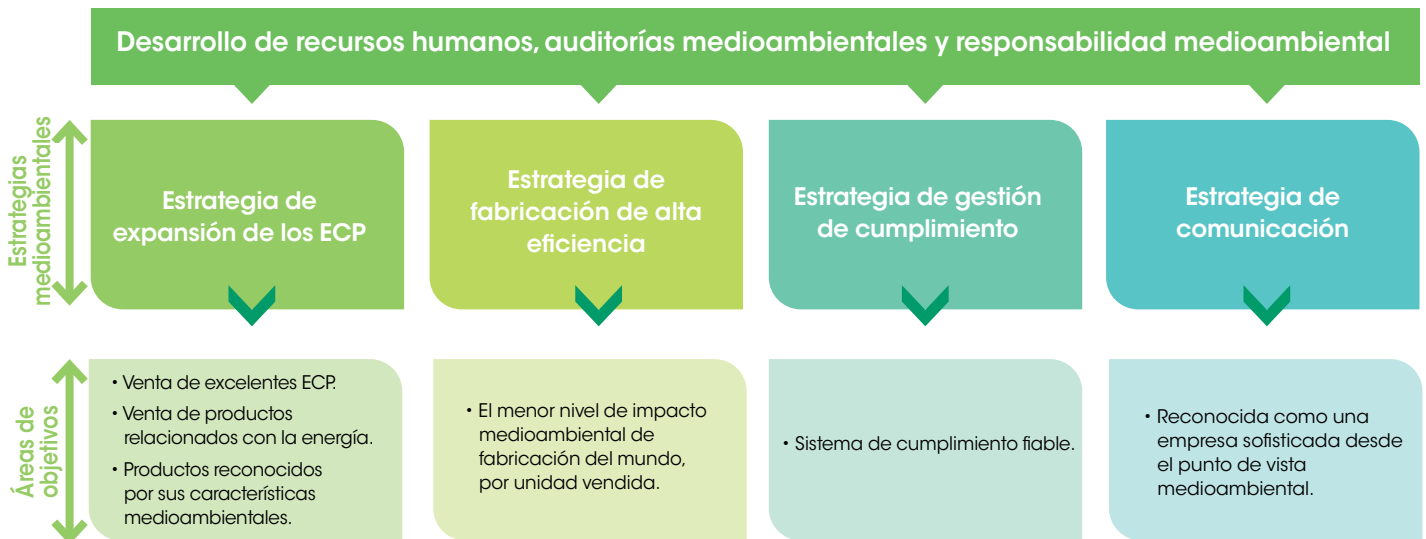 Desarrollo de recursos humanos, auditorías medioambientales y responsabilidad medioambiental
Estrategias
medioambientales
Estrategia de
expansión de los ECP
Estrategia de
fabricación de alta
eficiencia
Estrategia de gestión
de cumplimiento
Estrategia de
comunicación
Áreas de
objetivos
• Venta de excelentes ECP.
• Venta de productos
relacionados con la energía.
• Productos reconocidos
por sus características
medioambientales.
• El menor nivel de impacto
medioambiental de
fabricación del mundo,
por unidad vendida.
• Sistema de cumplimiento fiable.
• Reconocida como una
empresa sofisticada desde
el punto de vista
medioambiental.